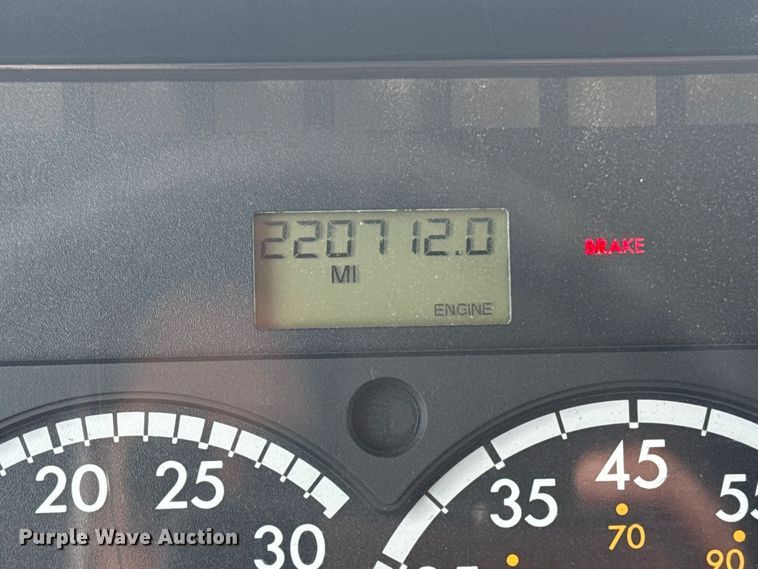 220712.0
MI
BRAKE
ENGINE
20 25 30
35 45 55
70 90
Purple Wave Auction